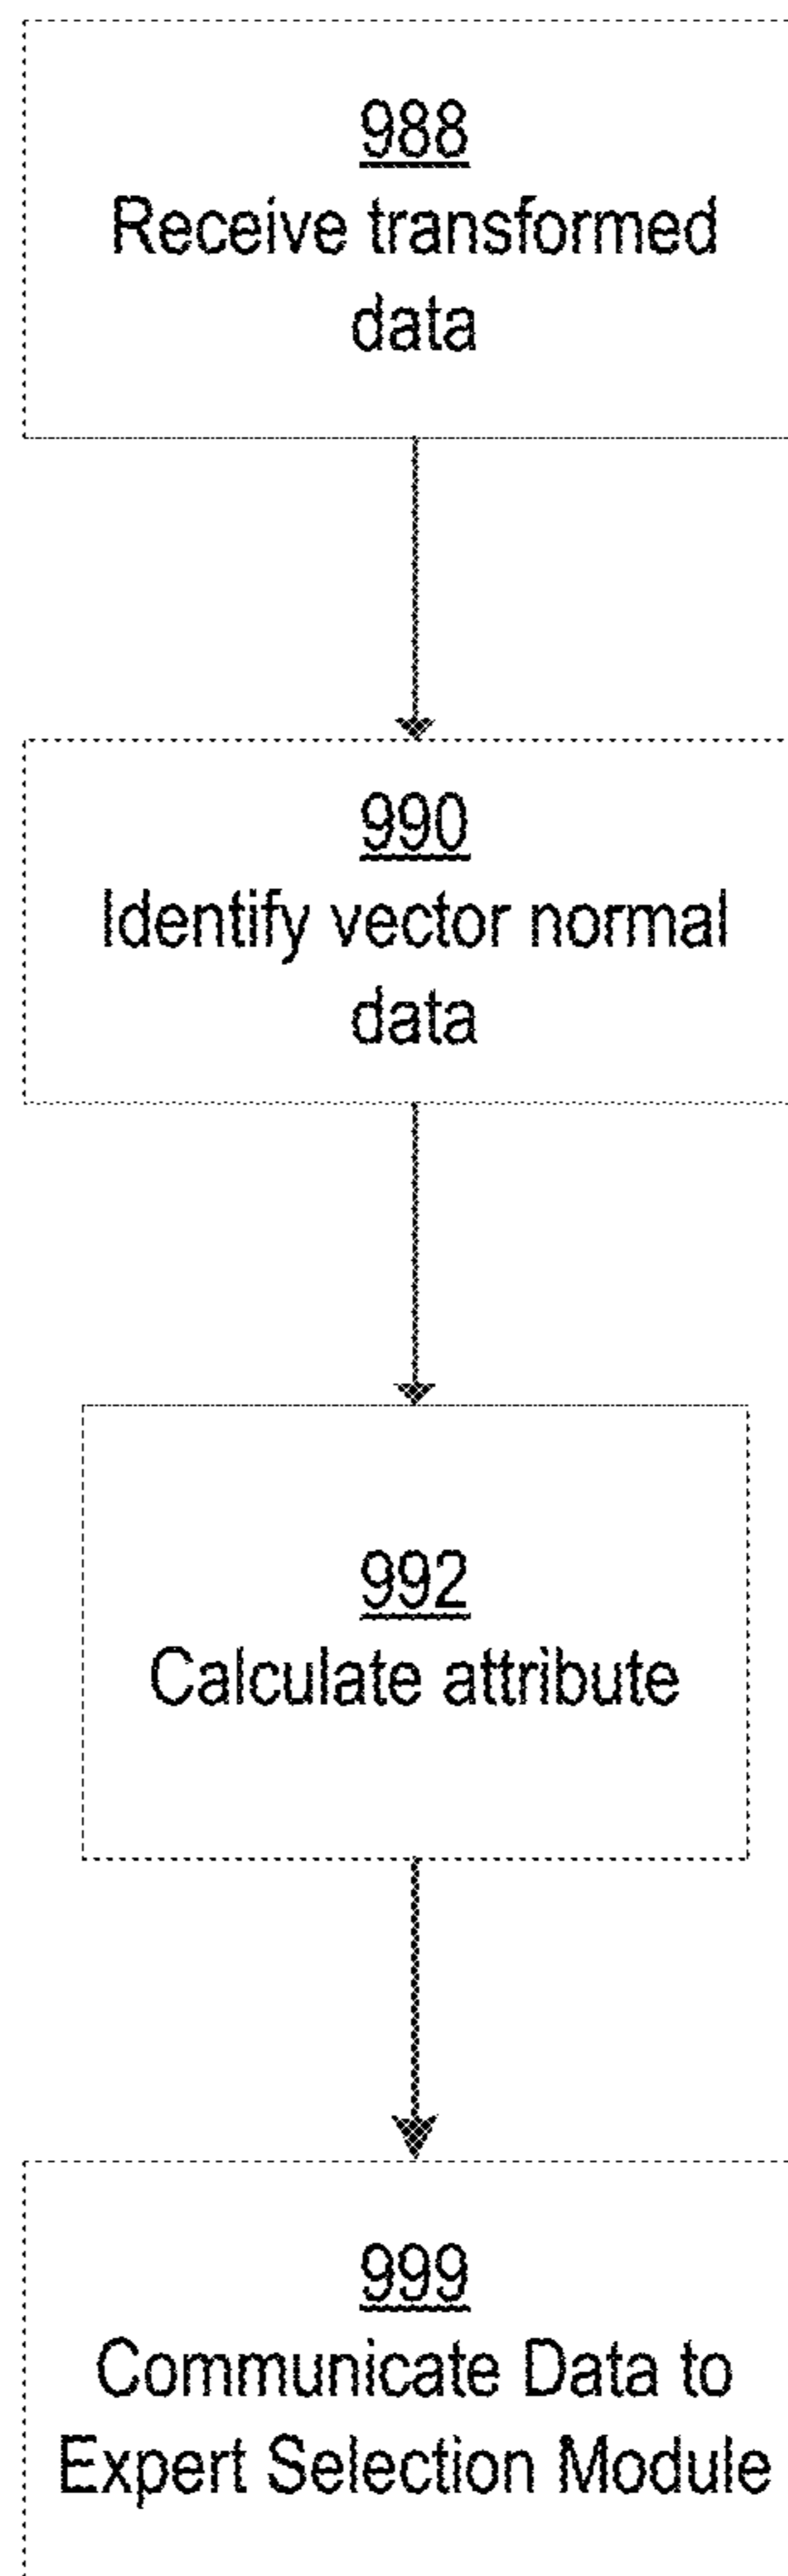 988
Receive transformed
data
990
Identify vector normal
data
992
Calculate attribute
999
Communicate Data to
Expert Selection Module